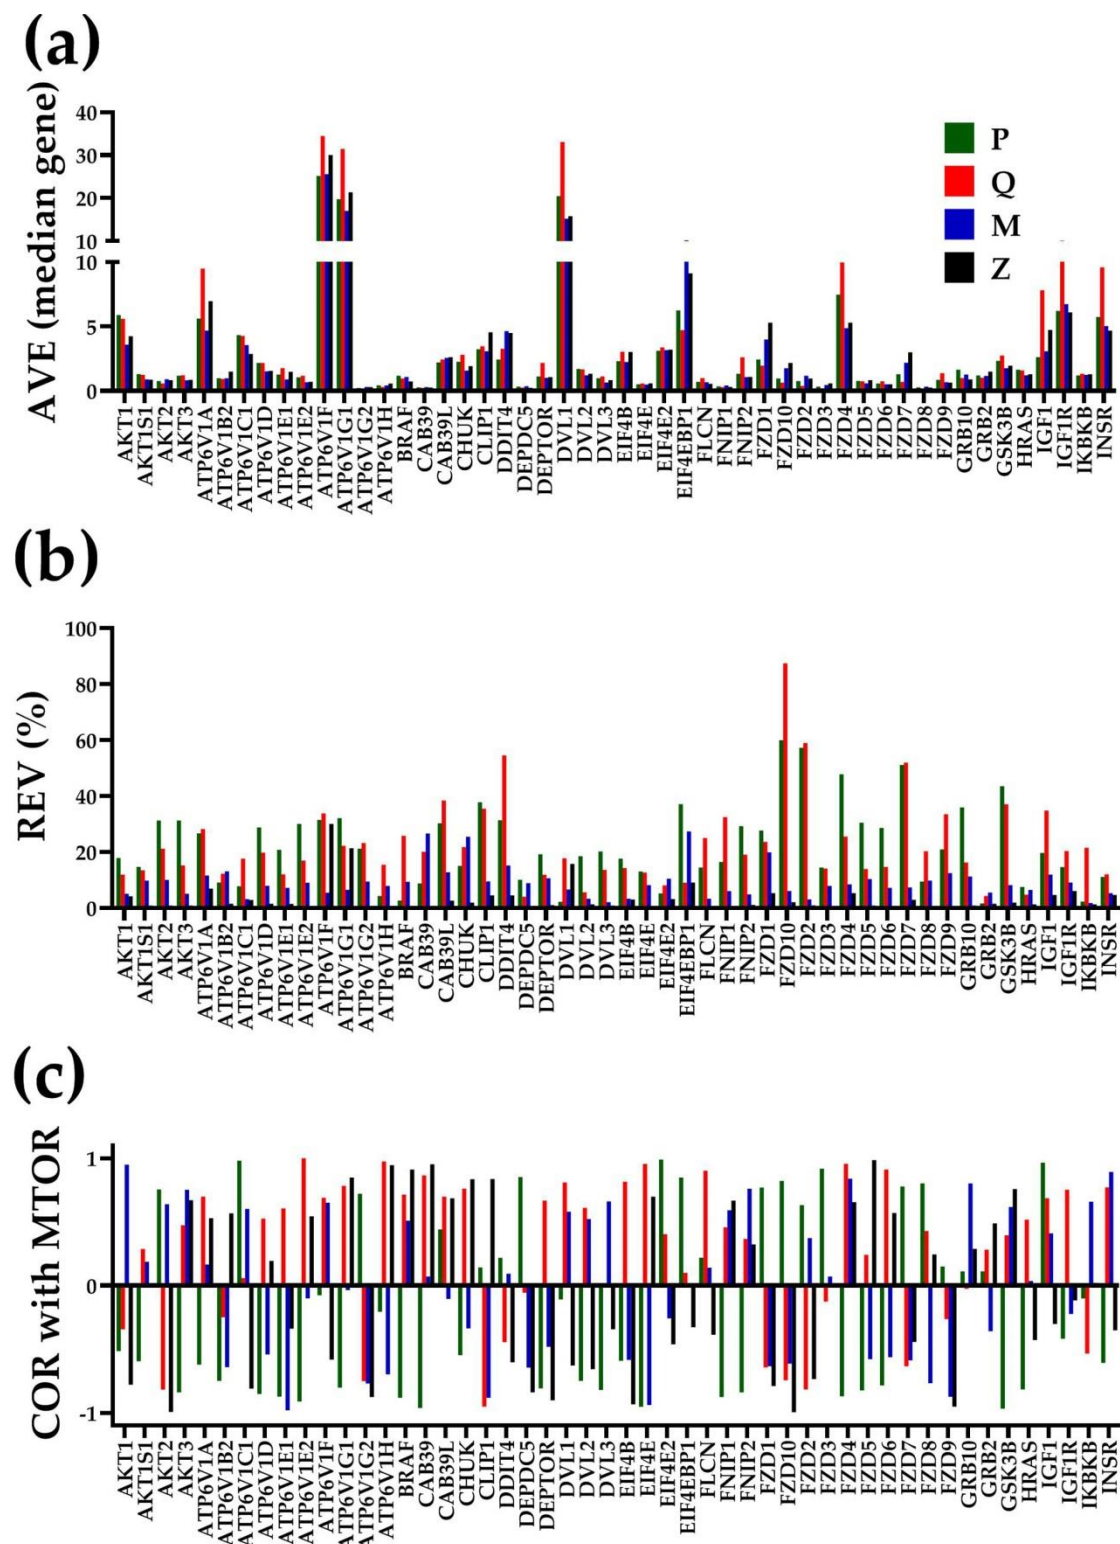 (a)
AVE (median gene)
40
30
20
10
10
5
0
P
Q
M
Z
AKT1
AKT1S1
AKT2
AKT3
ATP6V1A
ATP6V1B2
ATP6V1C1
ATP6V1D
ATP6V1E1
ATP6V1E2
ATP6V1F
ATP6V1G1
ATP6V1G2
ATP6V1H
BRAF
CAB39
CAB39L
CHUK
CLIP1
DDIT4
DEPDC5
DEPTOR
DVL1
DVL2
DVL3
EIF4B
EIF4E
EIF4E2
EIF4EBP1
FLCN
FNIP1
FNIP2
FZD1
FZD10
FZD2
FZD3
FZD4
FZD5
FZD6
FZD7
FZD8
FZD9
GRB10
GRB2
GSK3B
HRAS
IGF1
IGF1R
IKBKB
INSR
(b)
REV (%)
100
80
60
40
20
0
AKT1
AKT1S1
AKT2
AKT3
ATP6V1A
ATP6V1B2
ATP6V1C1
ATP6V1D
ATP6V1E1
ATP6V1E2
ATP6V1F
ATP6V1G1
ATP6V1G2
ATP6V1H
BRAF
CAB39
CAB39L
CHUK
CLIP1
DDIT4
DEPDC5
DEPTOR
DVL1
DVL2
DVL3
EIF4B
EIF4E
EIF4E2
EIF4EBP1
FLCN
FNIP1
FNIP2
FZD1
FZD10
FZD2
FZD3
FZD4
FZD5
FZD6
FZD7
FZD8
FZD9
GRB10
GRB2
GSK3B
HRAS
IGF1
IGF1R
IKBKB
INSR
(c)
COR with MTOR
1
0
-1
AKT1
AKT1S1
AKT2
AKT3
ATP6V1A
ATP6V1B2
ATP6V1C1
ATP6V1D
ATP6V1E1
ATP6V1E2
ATP6V1F
ATP6V1G1
ATP6V1G2
ATP6V1H
BRAF
CAB39
CAB39L
CHUK
CLIP1
DDIT4
DEPDC5
DEPTOR
DVL1
DVL2
DVL3
EIF4B
EIF4E
EIF4E2
EIF4EBP1
FLCN
FNIP1
FNIP2
FZD1
FZD10
FZD2
FZD3
FZD4
FZD5
FZD6
FZD7
FZD8
FZD9
GRB10
GRB2
GSK3B
HRAS
IGF1
IGF1R
IKBKB
INSR